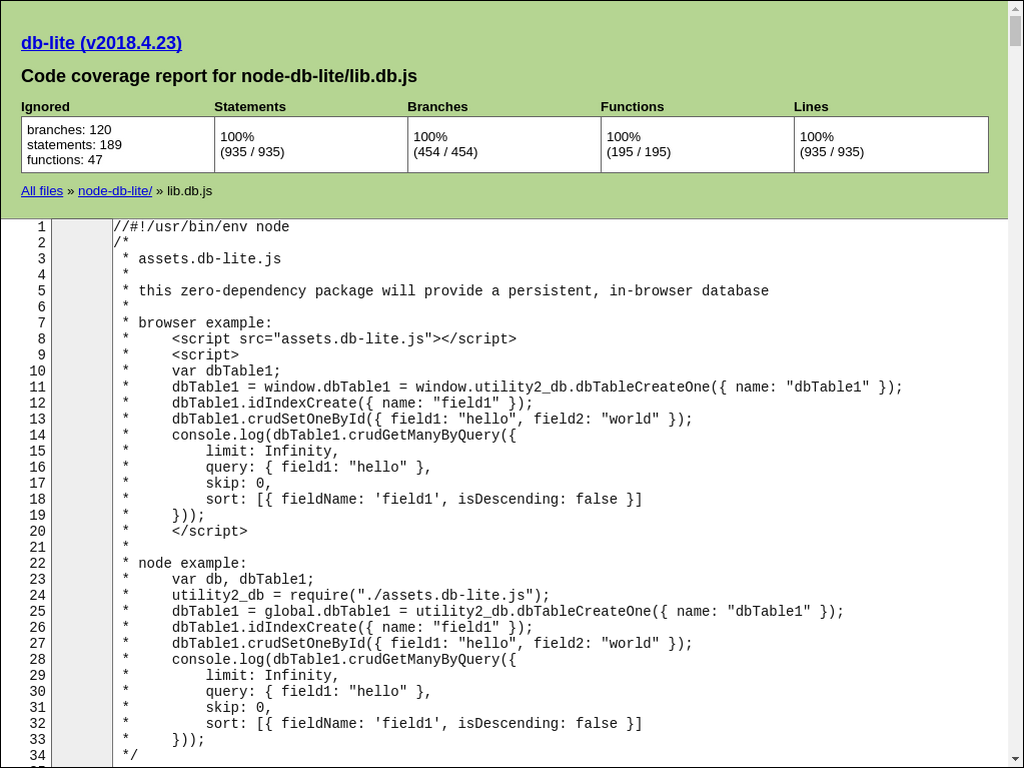 db-lite (v2018.4.23)
Code coverage report for node-db-lite/lib.db.js
Ignored Statements Branches Functions Lines
branches: 120
statements: 189
functions: 47
100%
(935 / 935)
100%
(454 / 454)
100%
(195 / 195)
100%
(935 / 935)
All files » node-db-lite/ » lib.db.js
1 //#!/usr/bin/env node
2 /*
3  * assets.db-lite.js
4  *
5  * this zero-dependency package will provide a persistent, in-browser database
6  *
7  * browser example:
8  *     <script src="assets.db-lite.js"></script>
9  *     <script>
10  *     var dbTable1;
11  *     dbTable1 = window.dbTable1 = window.utility2_db.dbTableCreateOne({ name: "dbTable1" });
12  *     dbTable1.idIndexCreate({ name: "field1" });
13  *     dbTable1.crudSetOneById({ field1: "hello", field2: "world" });
14  *     console.log(dbTable1.crudGetManyByQuery({
15  *         limit: Infinity,
16  *         query: { field1: "hello" },
17  *         skip: 0,
18  *         sort: [{ fieldName: 'field1', isDescending: false }]
19  *     }));
20  *     </script>
21  *
22  * node example:
23  *     var db, dbTable1;
24  *     utility2_db = require("./assets.db-lite.js");
25  *     dbTable1 = global.dbTable1 = utility2_db.dbTableCreateOne({ name: "dbTable1" });
26  *     dbTable1.idIndexCreate({ name: "field1" });
27  *     dbTable1.crudSetOneById({ field1: "hello", field2: "world" });
28  *     console.log(dbTable1.crudGetManyByQuery({
29  *         limit: Infinity,
30  *         query: { field1: "hello" },
31  *         skip: 0,
32  *         sort: [{ fieldName: 'field1', isDescending: false }]
33  *     }));
34  */